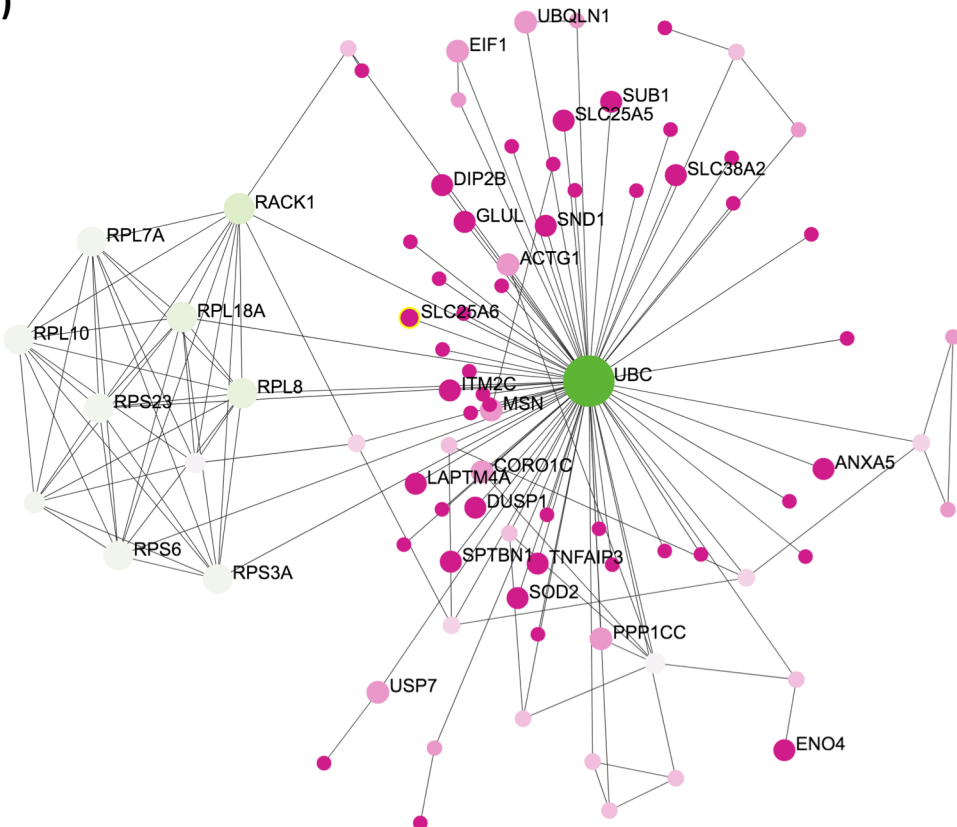 )
UBQLN1
EIF1
SUB1
SLC25A5
SLC38A2
DIP2B
RACK1
GLUL
SND1
RPL7A
ACTG1
RPL18A
SLC25A6
RPL10
UBC
ITM2C
RPL8
RPS23
MSN
ANXA5
CORO1C
LAPTM4A
DUSP1
RPS6
SPTBN1
TNFAIP3
RPS3A
SOD2
PPP1CC
USP7
ENO4